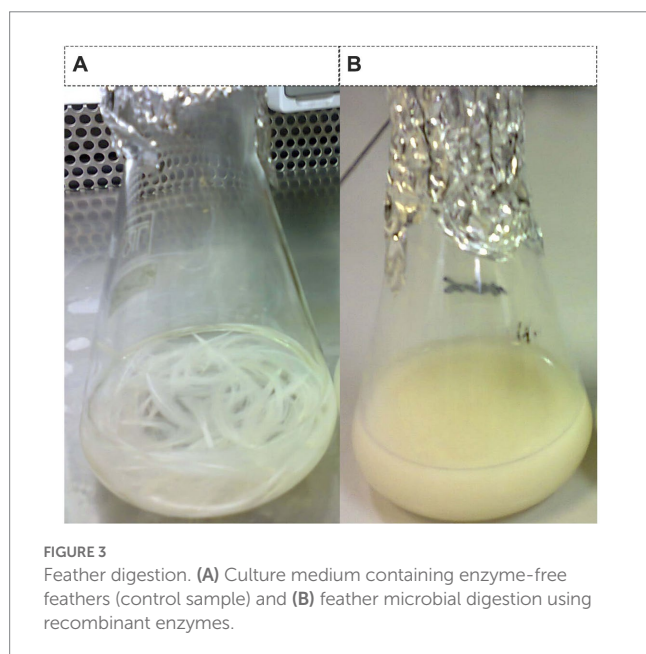 A
B
FIGURE 3
Feather digestion. (A) Culture medium containing enzyme-free
feathers (control sample) and (B) feather microbial digestion using
recombinant enzymes.